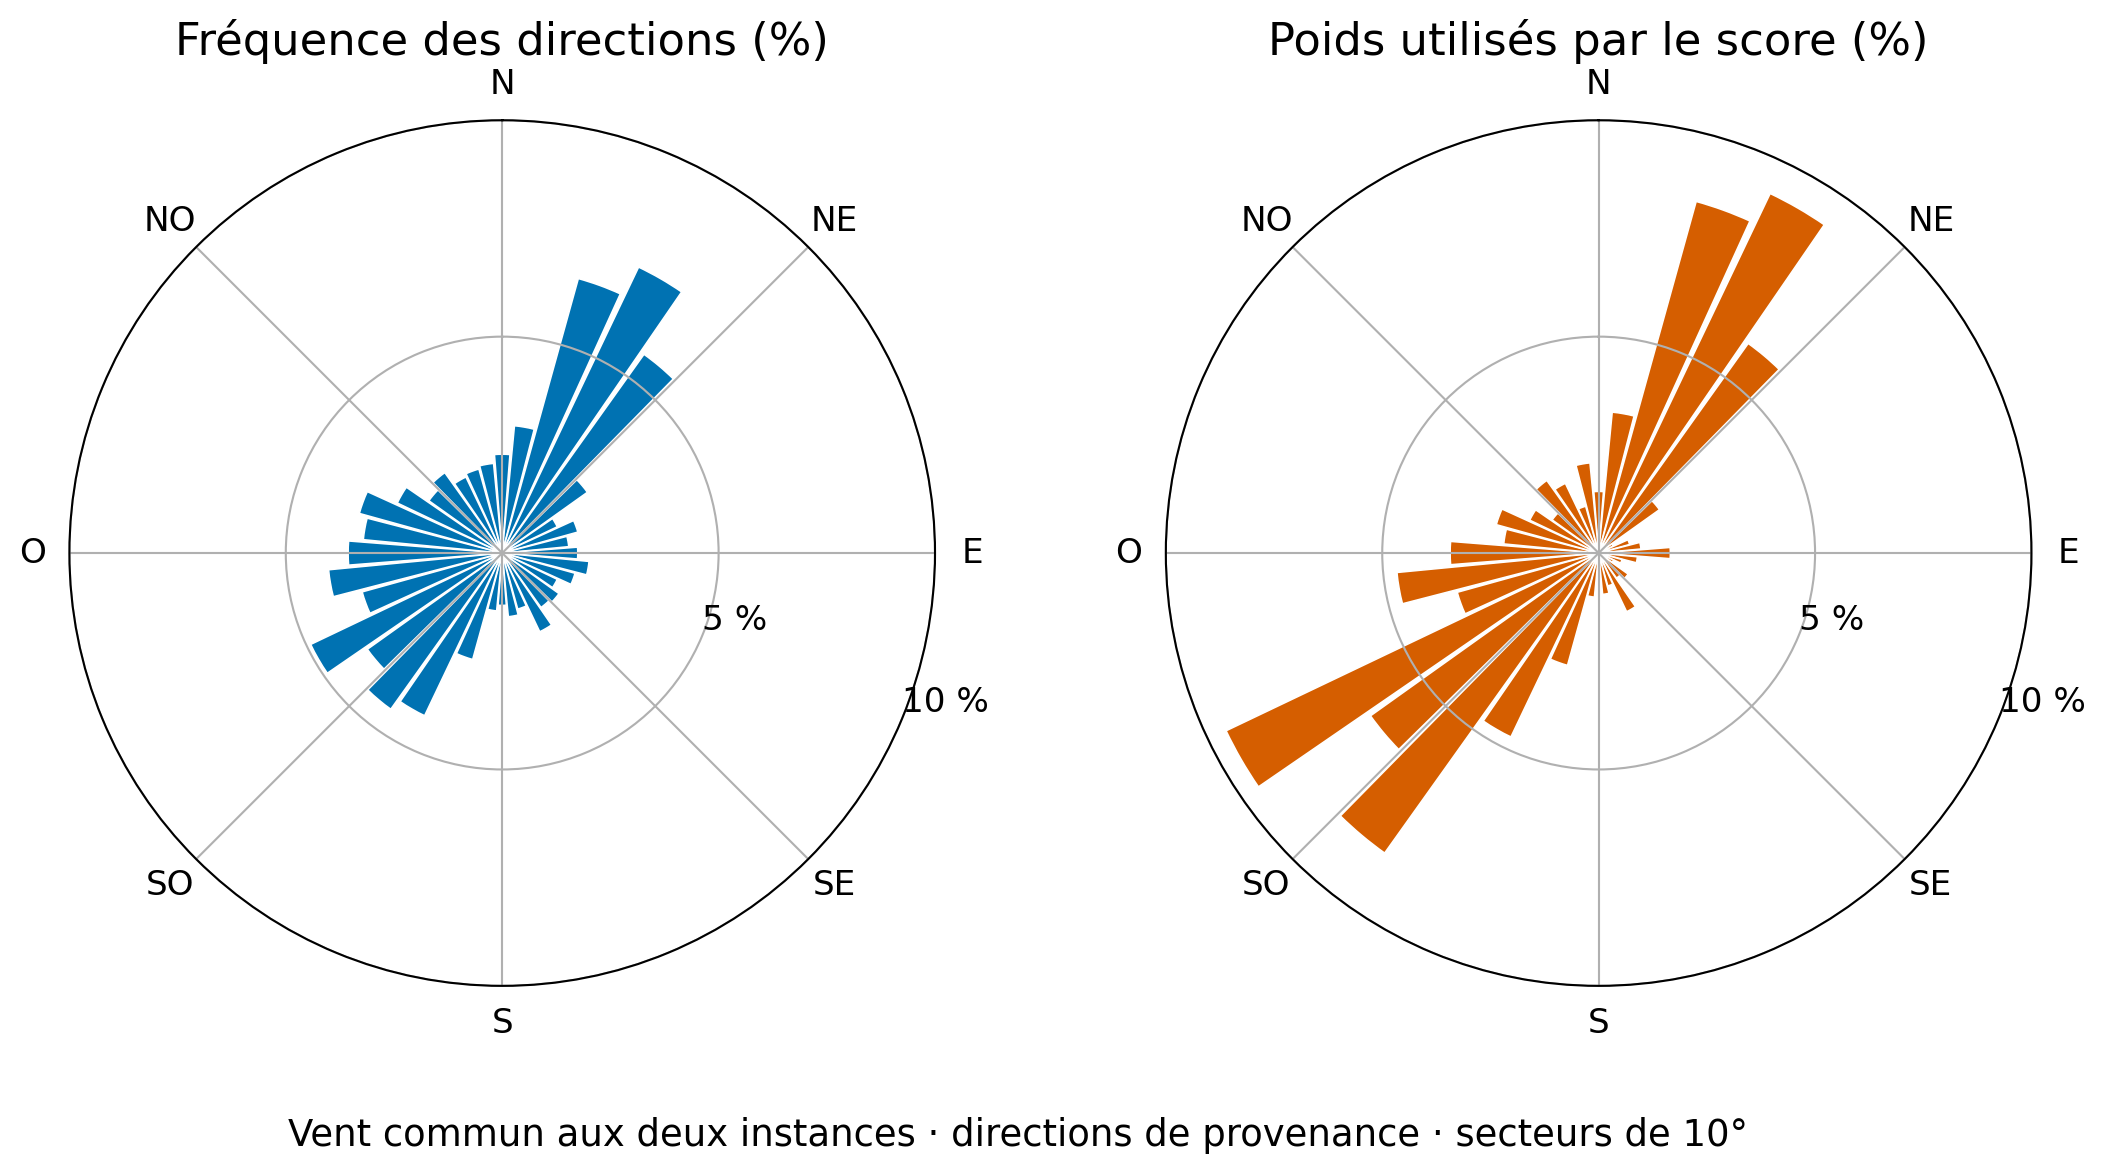 Fréquence des directions (%)
N
NO
NE
O
E
5 %
10 %
SO
SE
S
Poids utilisés par le score (%)
N
NO
NE
O
E
5 %
10 %
SO
SE
S
Vent commun aux deux instances · directions de provenance · secteurs de 10°